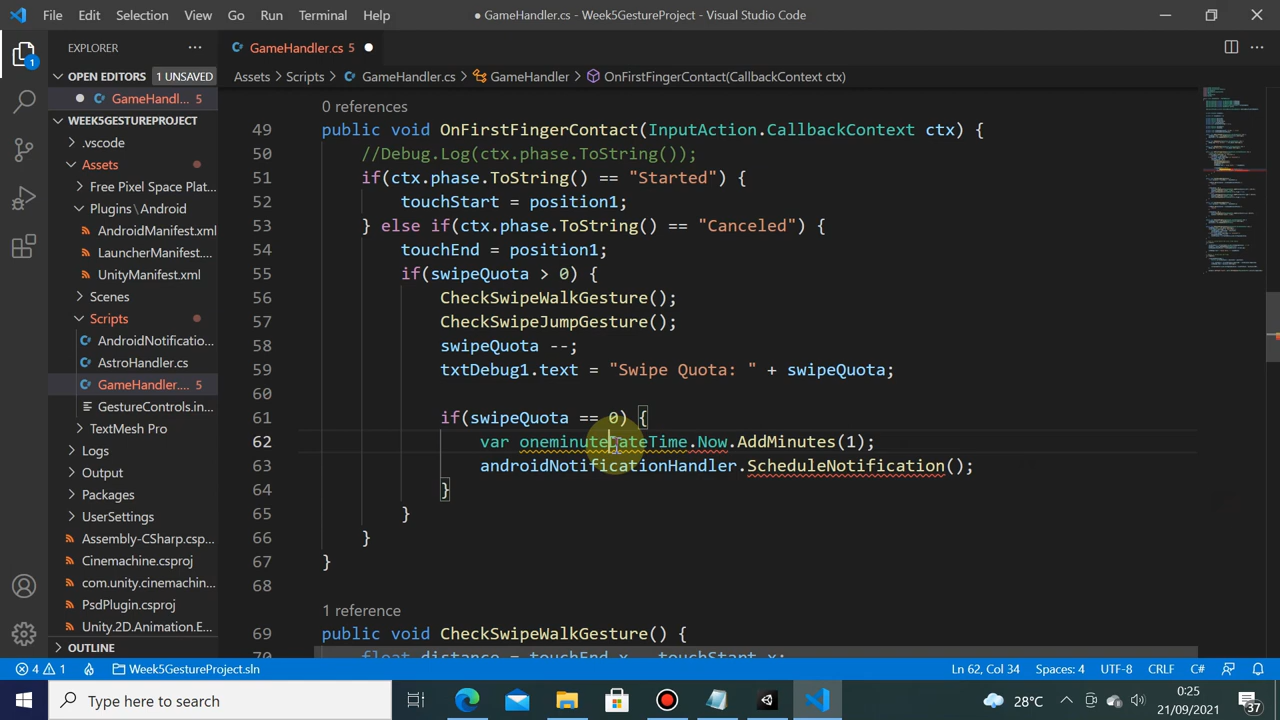 File Edit Selection View Go Run Terminal Help
● GameHandler.cs - Week5GestureProject - Visual Studio Code
EXPLORER
GameHandler.cs 5
OPEN EDITORS 1 UNSAVED
GameHandl... 5
WEEK5GESTUREPROJECT
.vscode
Assets
Free Pixel Space Plat...
Plugins\Android
AndroidManifest.xml
LauncherManifest....
UnityManifest.xml
Scenes
Scripts
AndroidNotificatio...
AstroHandler.cs
GameHandler.... 5
GestureControls.in...
TextMesh Pro
Logs
Output
Packages
UserSettings
Assembly-CSharp.csp...
Cinemachine.csproj
com.unity.cinemachin...
PsdPlugin.csproj
Unity.2D.Animation.E...
OUTLINE
Assets > Scripts > GameHandler.cs > GameHandler > OnFirstFingerContact(CallbackContext ctx)
0 references
49 public void OnFirstFingerContact(InputAction.CallbackContext ctx) {
50 //Debug.Log(ctx.phase.ToString());
51 if(ctx.phase.ToString() == "Started") {
52 touchStart = position1;
53 } else if(ctx.phase.ToString() == "Canceled") {
54 touchEnd = position1;
55 if(swipeQuota > 0) {
56 CheckSwipeWalkGesture();
57 CheckSwipeJumpGesture();
58 swipeQuota --;
59 txtDebug1.text = "Swipe Quota: " + swipeQuota;
60
61 if(swipeQuota == 0) {
62 var oneminuteDateTime.Now.AddMinutes(1);
63 androidNotificationHandler.ScheduleNotification();
64 }
65 }
66 }
67 }
68
1 reference
69 public void CheckSwipeWalkGesture() {
70 float distance = touchEnd.x - touchStart.x;
4 1 Week5GestureProject.sln Ln 62, Col 34 Spaces: 4 UTF-8 CRLF C#
Type here to search
28°C
0:25
21/09/2021
37
1